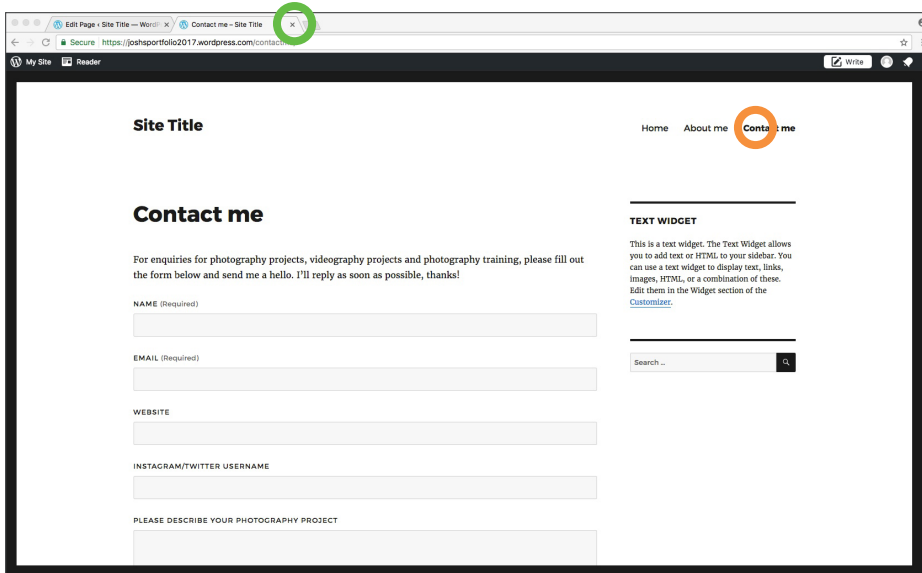 Edit Page ‹ Site Title — WordP
Contact me – Site Title
Secure https://joshsportfolio2017.wordpress.com/contact
My Site Reader Write
Site Title
Home About me Contact me
Contact me
For enquiries for photography projects, videography projects and photography training, please fill out
the form below and send me a hello. I'll reply as soon as possible, thanks!
NAME (Required)
EMAIL (Required)
WEBSITE
INSTAGRAM/TWITTER USERNAME
PLEASE DESCRIBE YOUR PHOTOGRAPHY PROJECT
TEXT WIDGET
This is a text widget. The Text Widget allows
you to add text or HTML to your sidebar. You
can use a text widget to display text, links,
images, HTML, or a combination of these.
Edit them in the Widget section of the
Customizer.
Search …